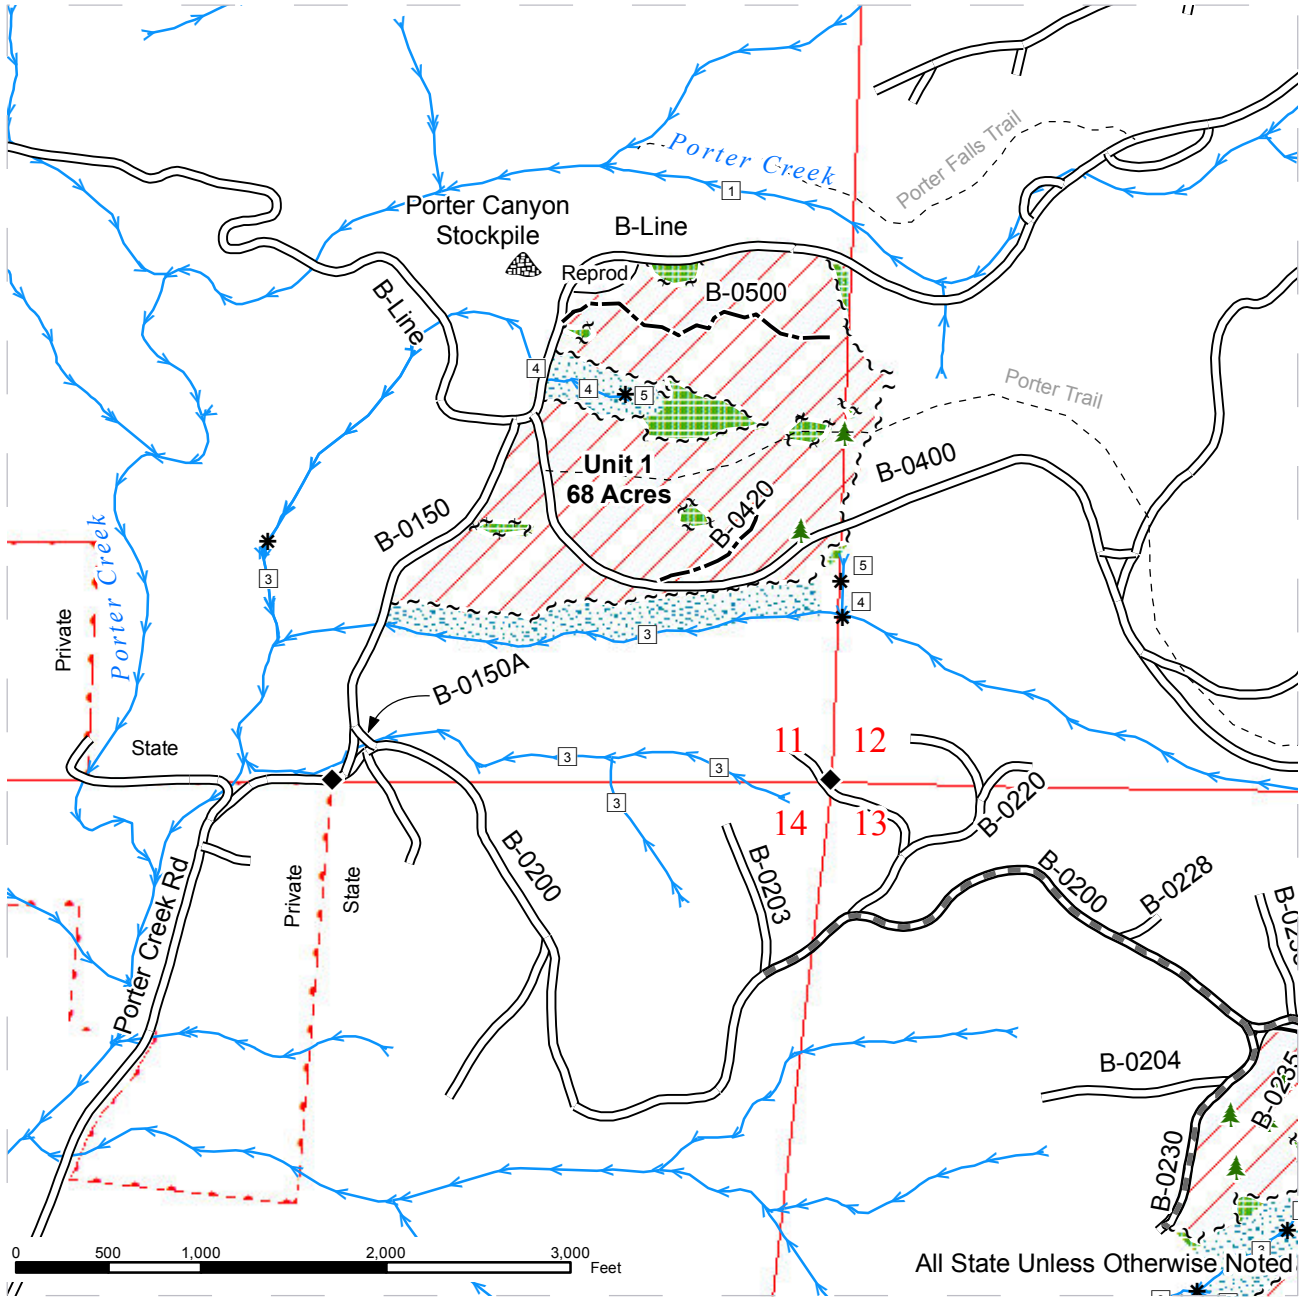 Porter Falls Trail
Porter Creek
1
Porter Canyon
Stockpile
B-Line
Reprod
B-0500
B-Line
4
4
5
Porter Trail
Unit 1
68 Acres
B-0400
B-0420
B-0150
Porter Creek
3
5
4
3
Private
B-0150A
State
11
12
3
3
3
14
13
B-0220
B-0200
B-0203
Private
State
B-0200
B-0228
Porter Creek Rd
B-0204
B-0235
B-0230
0
500
1,000
2,000
3,000
Feet
All State Unless Otherwise Noted
3